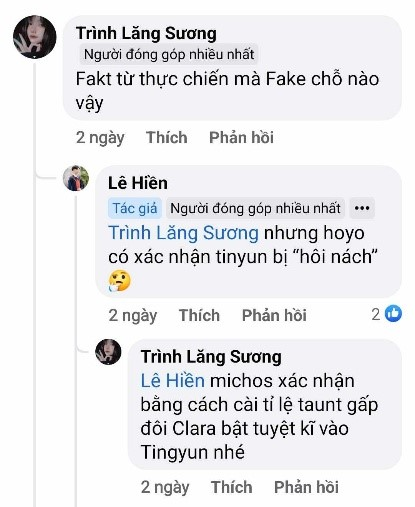 Trình Lăng Sương
Người đóng góp nhiều nhất
Fakt từ thực chiến mà Fake chỗ nào
vậy
2 ngày Thích Phản hồi
Lê Hiền
Tác giả Người đóng góp nhiều nhất •••
Trình Lăng Sương nhưng hoyo
có xác nhận tinyun bị “hôi nách”
🤔
2 ngày Thích Phản hồi 2
Trình Lăng Sương
Lê Hiền michos xác nhận
bằng cách cài tỉ lệ taunt gấp
đôi Clara bật tuyệt kĩ vào
Tingyun nhé
2 ngày Thích Phản hồi